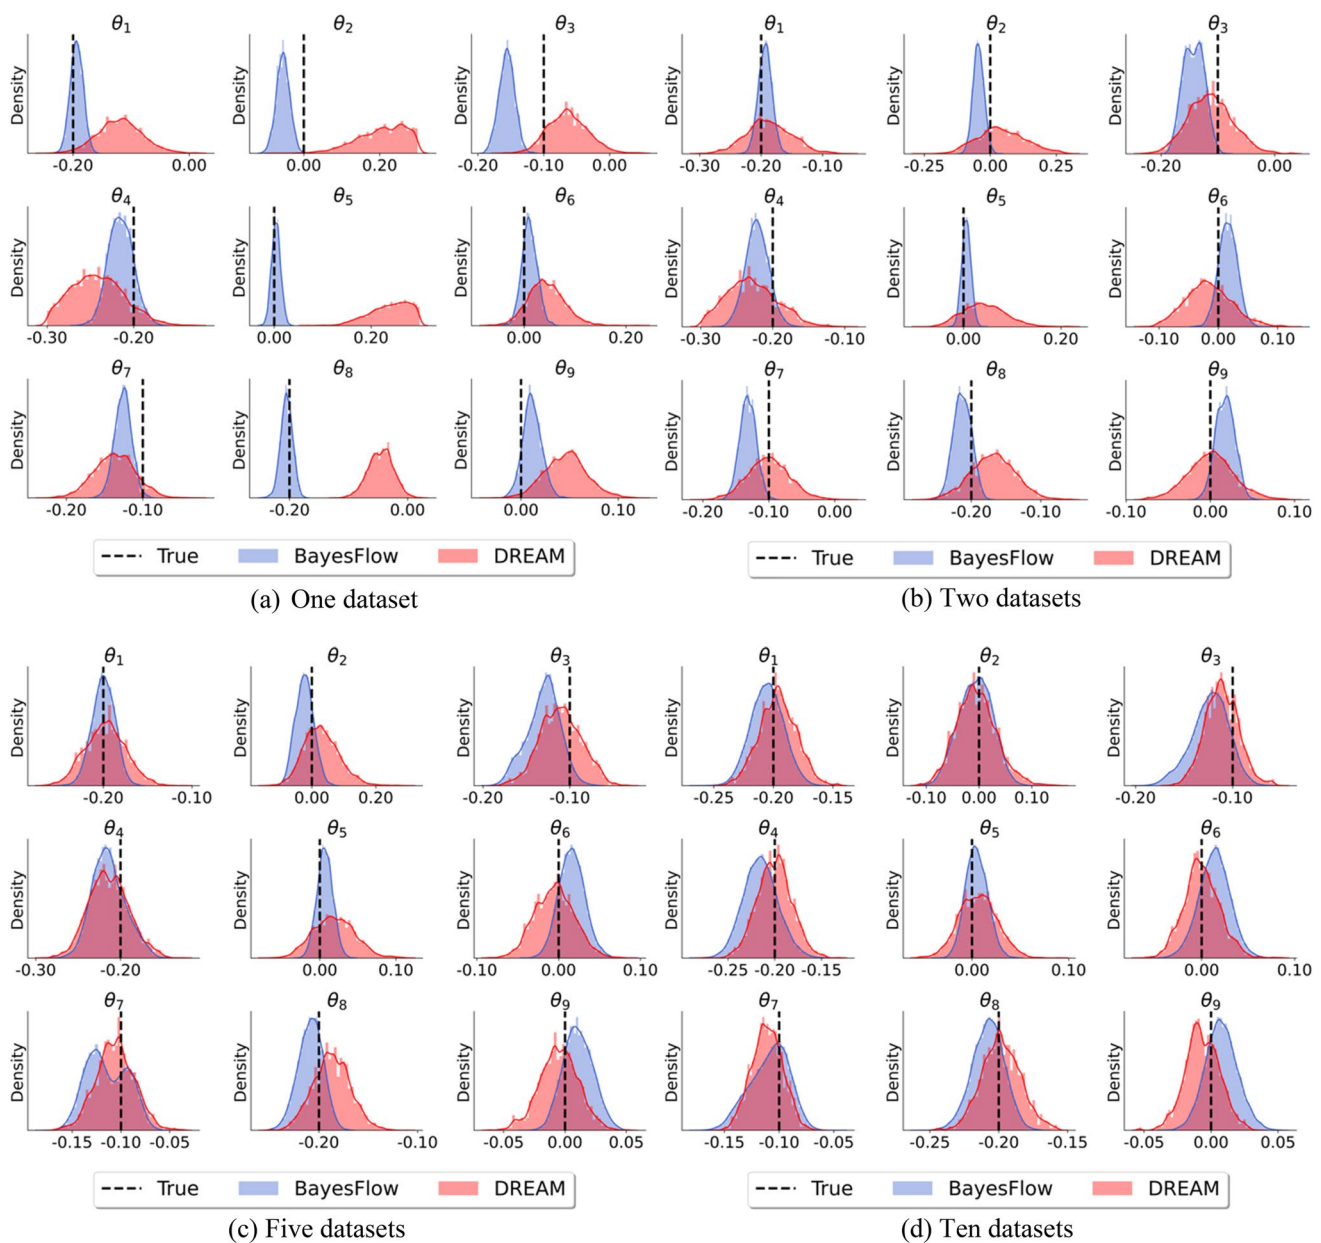 θ1 θ2 θ3 θ1 θ2 θ3
Density Density Density Density Density Density
-0.20 0.00 0.00 0.20 -0.20 -0.10 0.00 -0.30 -0.20 -0.10 -0.25 0.00 0.25 -0.20 0.00
θ4 θ5 θ6 θ4 θ5 θ6
Density Density Density Density Density Density
-0.30 -0.20 0.00 0.20 0.00 0.20 -0.30 -0.20 -0.10 0.00 0.20 -0.10 0.00 0.10
θ7 θ8 θ9 θ7 θ8 θ9
Density Density Density Density Density Density
-0.20 -0.10 -0.20 0.00 0.00 0.10 -0.20 -0.10 0.00 -0.20 -0.10 -0.10 0.00 0.10
True BayesFlow DREAM True BayesFlow DREAM
(a) One dataset (b) Two datasets
θ1 θ2 θ3 θ1 θ2 θ3
Density Density Density Density Density Density
-0.20 -0.10 0.00 0.20 -0.20 -0.10 -0.25 -0.20 -0.15 -0.10 0.00 0.10 -0.20 -0.10
θ4 θ5 θ6 θ4 θ5 θ6
Density Density Density Density Density Density
-0.30 -0.20 0.00 0.10 -0.10 0.00 0.10 -0.25 -0.20 -0.15 0.00 0.10 0.00 0.10
θ7 θ8 θ9 θ7 θ8 θ9
Density Density Density Density Density Density
-0.15 -0.10 -0.05 -0.20 -0.10 -0.05 0.00 0.05 -0.15 -0.10 -0.05 -0.25 -0.20 -0.15 -0.05 0.00 0.05
True BayesFlow DREAM True BayesFlow DREAM
(c) Five datasets (d) Ten datasets